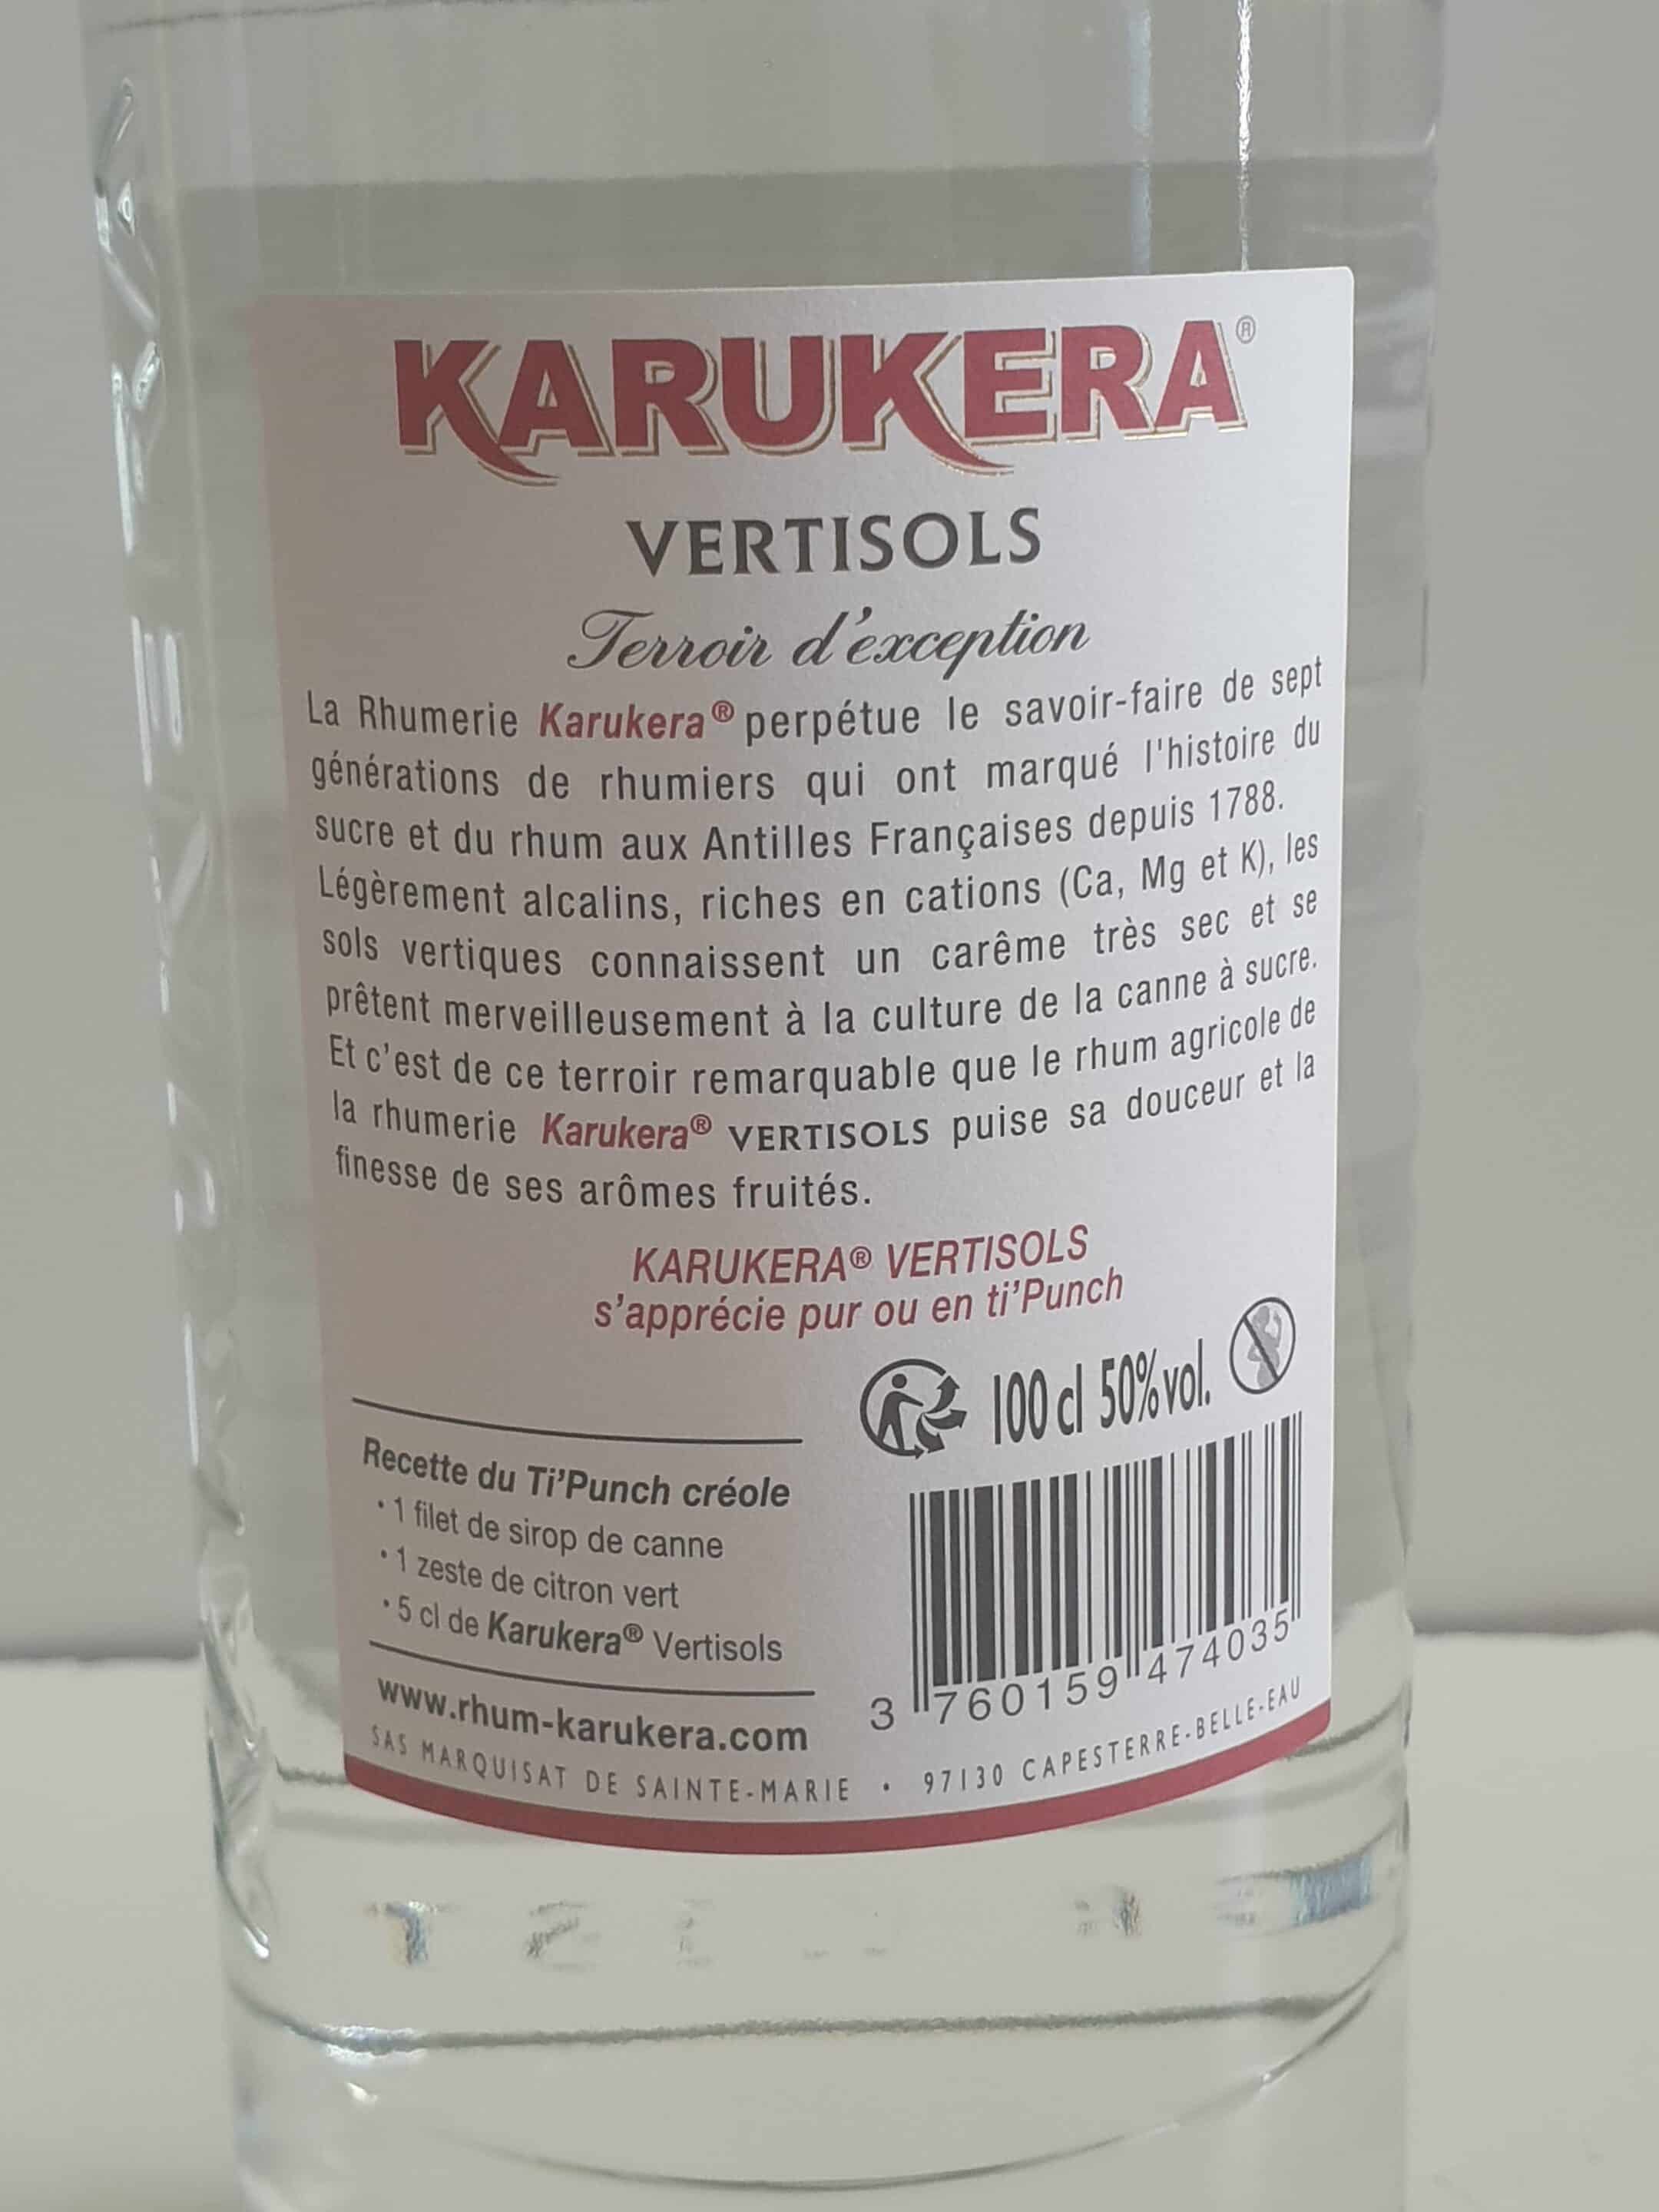 KARUKERA®
VERTISOLS
Terroir d'exception
La Rhumerie Karukera® perpétue le savoir-faire de sept
générations de rhumiers qui ont marqué l'histoire du
sucre et du rhum aux Antilles Françaises depuis 1788.
Légèrement alcalins, riches en cations (Ca, Mg et K), les
sols vertiques connaissent un carême très sec et se
prêtent merveilleusement à la culture de la canne à sucre.
Et c'est de ce terroir remarquable que le rhum agricole de
la rhumerie Karukera® VERTISOLS puise sa douceur et la
finesse de ses arômes fruités.
KARUKERA® VERTISOLS
s'apprécie pur ou en ti'Punch
100 cl 50% vol.
Recette du Ti'Punch créole
• 1 filet de sirop de canne
• 1 zeste de citron vert
• 5 cl de Karukera® Vertisols
www.rhum-karukera.com
3 760159 474035
SAS MARQUISAT DE SAINTE-MARIE • 97130 CAPESTERRE-BELLE-EAU